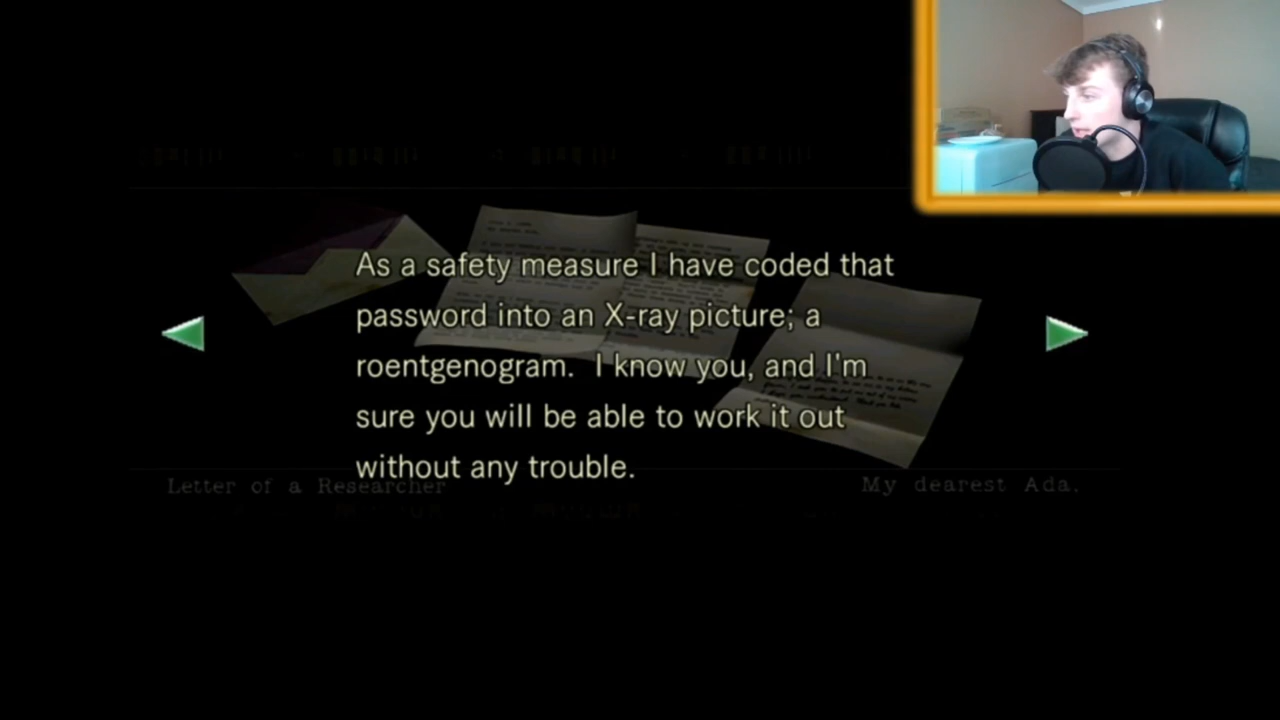 As a safety measure I have coded that
password into an X-ray picture; a
roentgenogram.  I know you, and I'm
sure you will be able to work it out
without any trouble.
Letter of a Researcher
My dearest Ada,